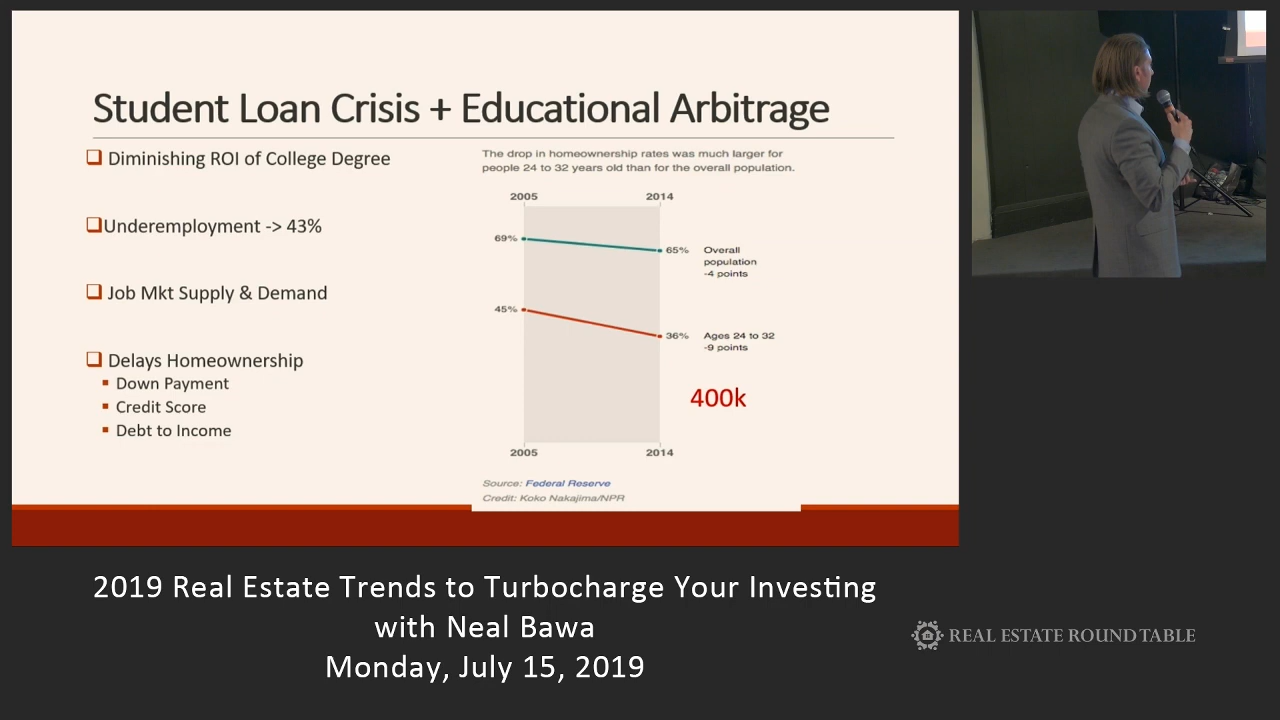 Student Loan Crisis + Educational Arbitrage
Diminishing ROI of College Degree
Underemployment -> 43%
Job Mkt Supply & Demand
Delays Homeownership
Down Payment
Credit Score
Debt to Income
The drop in homeownership rates was much larger for
people 24 to 32 years old than for the overall population.
2005 2014
69% 65% Overall
population
-4 points
45% 36% Ages 24 to 32
-9 points
400k
2005 2014
Source: Federal Reserve
Credit: Koko Nakajima/NPR
2019 Real Estate Trends to Turbocharge Your Investing
with Neal Bawa
Monday, July 15, 2019
REAL ESTATE ROUND TABLE